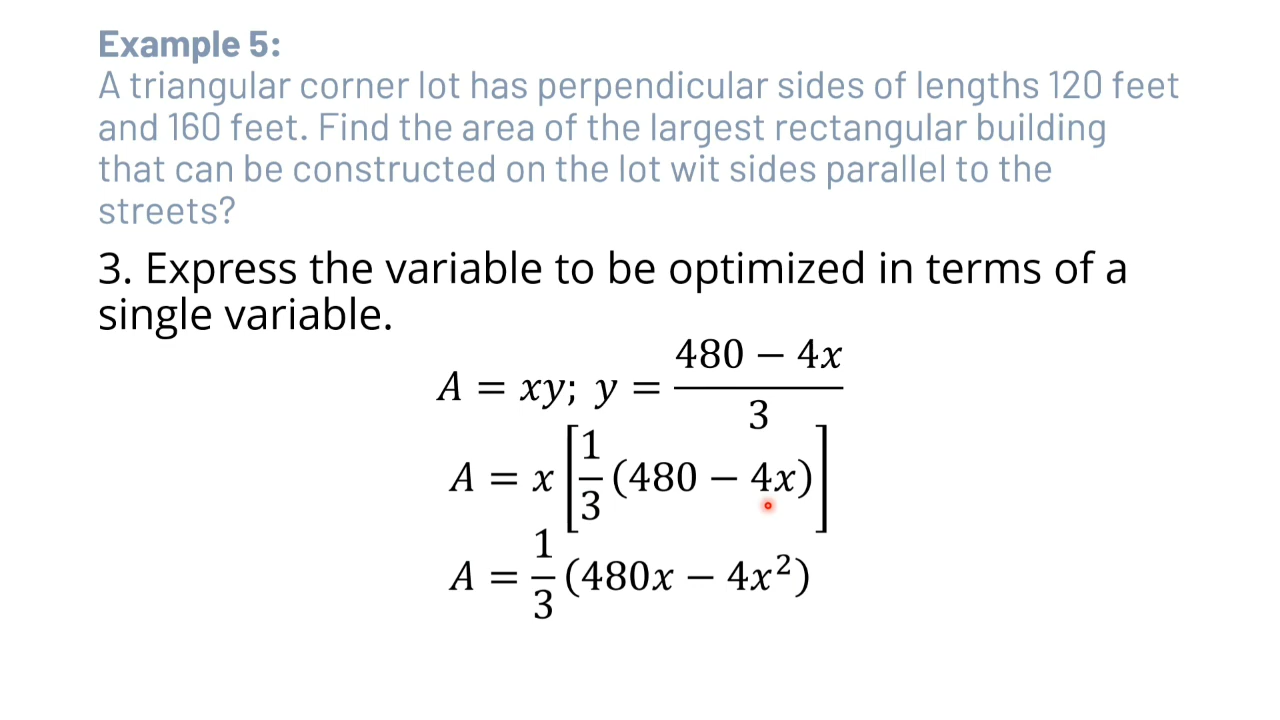 Example 5:
A triangular corner lot has perpendicular sides of lengths 120 feet
and 160 feet. Find the area of the largest rectangular building
that can be constructed on the lot wit sides parallel to the
streets?
3. Express the variable to be optimized in terms of a
single variable.
A = xy; y = (480 − 4x)/3
A = x[1/3(480 − 4x)]
A = 1/3(480x − 4x²)